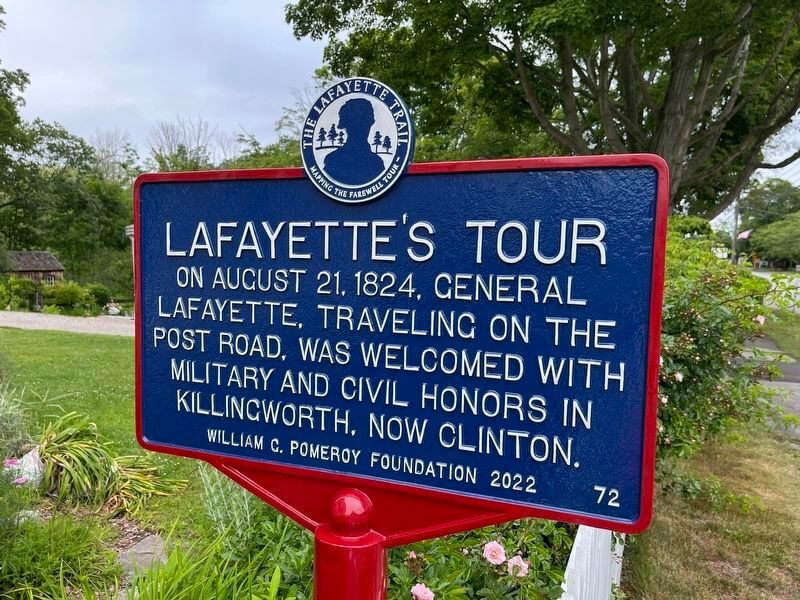 THE LAFAYETTE TRAIL
MAPPING THE FAREWELL TOUR
LAFAYETTE'S TOUR
ON AUGUST 21, 1824, GENERAL
LAFAYETTE, TRAVELING ON THE
POST ROAD, WAS WELCOMED WITH
MILITARY AND CIVIL HONORS IN
KILLINGWORTH, NOW CLINTON.
WILLIAM G. POMEROY FOUNDATION 2022 72